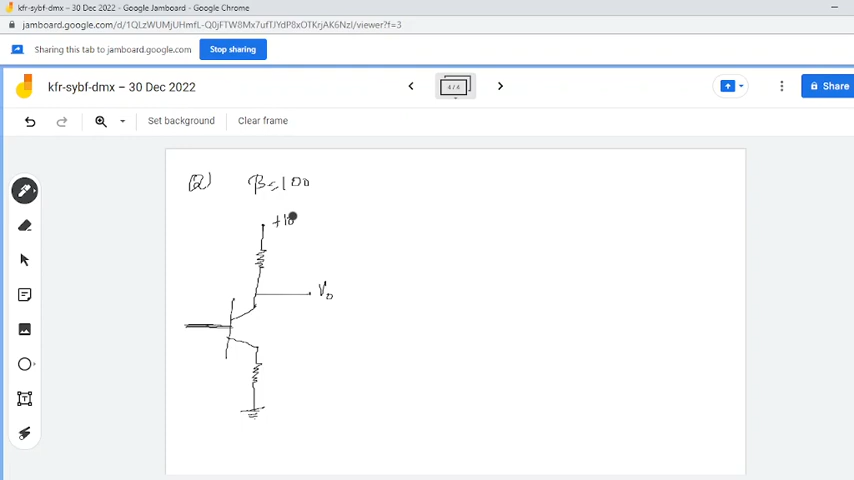 kfr-sybf-dmx – 30 Dec 2022 - Google Jamboard - Google Chrome
jamboard.google.com/d/1QLzWUMjUHmfL-Q0jFTW8Mx7ufTJYdP8xOTKrjAK6NzI/viewer?f=3
Sharing this tab to jamboard.google.com Stop sharing
kfr-sybf-dmx – 30 Dec 2022 4/4 Share
Set background Clear frame
Q) β=100
V₀